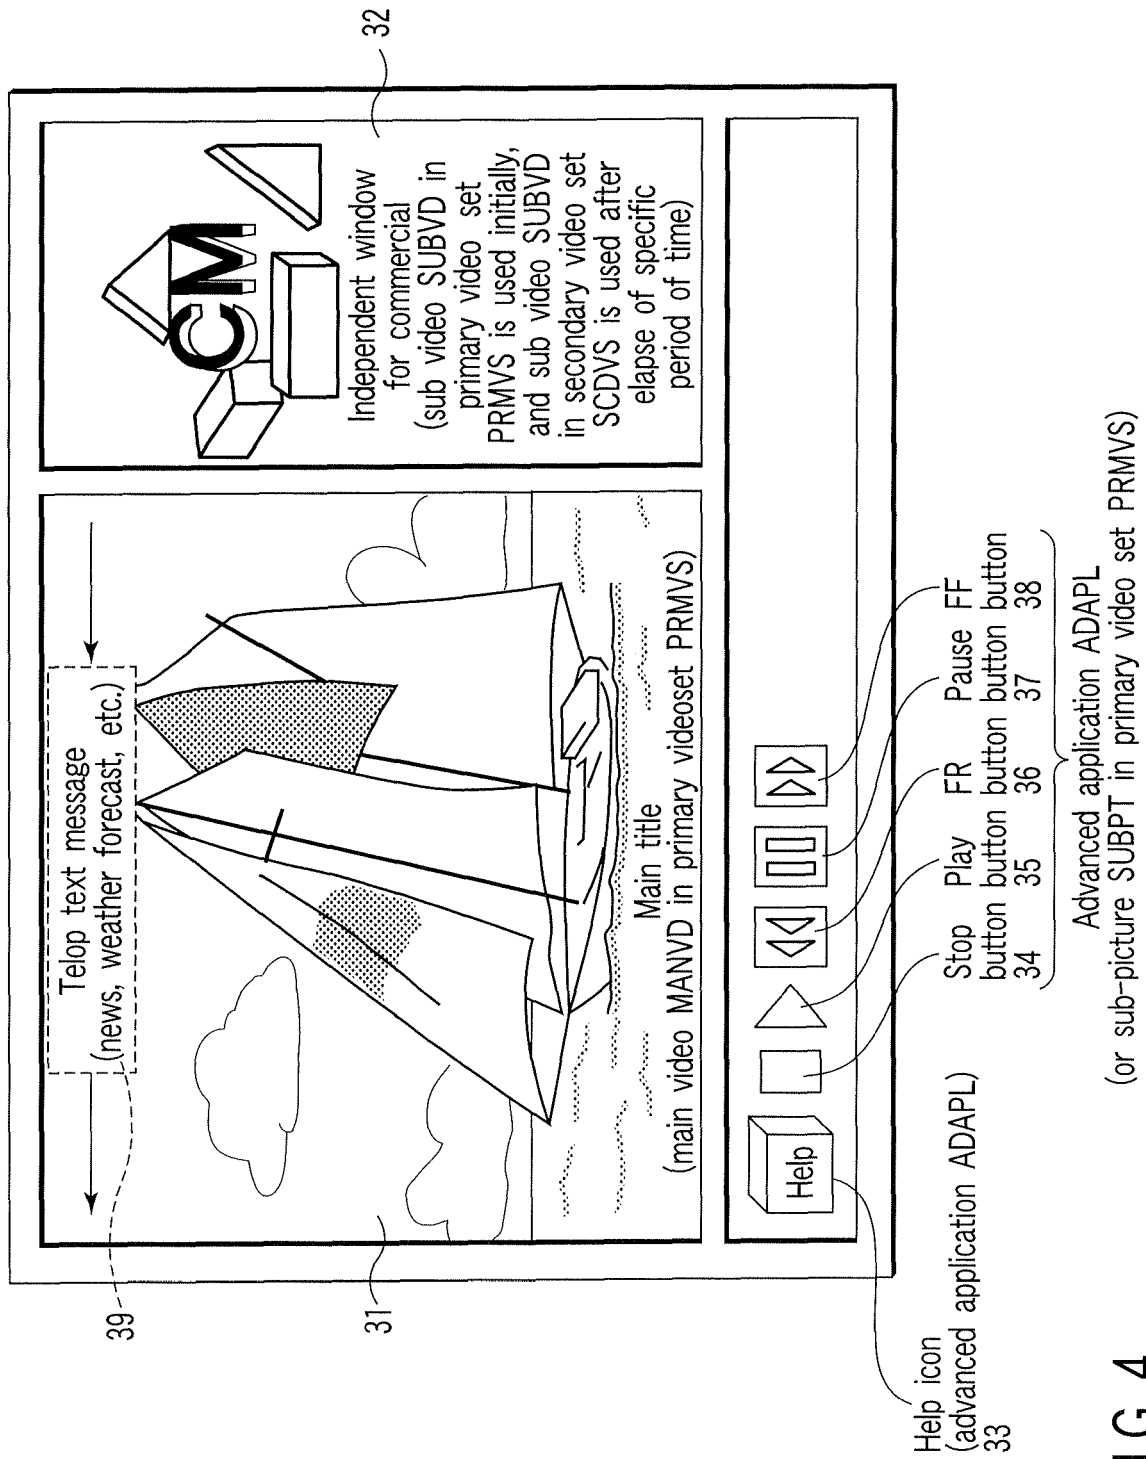 32
CM
Independent window
for commercial
(sub video SUBVD in
primary video set
PRMVS is used initially,
and sub video SUBVD
in secondary video set
SCDVS is used after
elapse of specific
period of time)
Telop text message
(news, weather forecast, etc.)
39
31
Main title
(main video MANVD in primary videoset PRMVS)
Help
Help icon
(advanced application ADAPL)
33
Stop Play FR Pause FF
button button button button button
34 35 36 37 38
Advanced application ADAPL
(or sub-picture SUBPT in primary video set PRMVS)
IG. 4